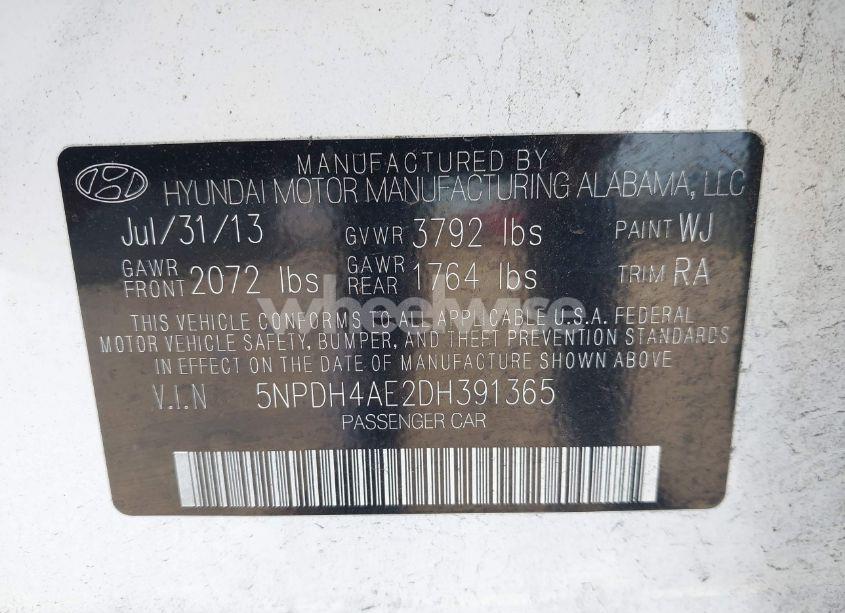 MANUFACTURED BY
HYUNDAI MOTOR MANUFACTURING ALABAMA, LLC
Jul/31/13 GVWR 3792 lbs PAINT WJ
GAWR FRONT 2072 lbs GAWR REAR 1764 lbs TRIM RA
wheelwise
THIS VEHICLE CONFORMS TO ALL APPLICABLE U.S.A. FEDERAL
MOTOR VEHICLE SAFETY, BUMPER, AND THEFT PREVENTION STANDARDS
IN EFFECT ON THE DATE OF MANUFACTURE SHOWN ABOVE
V.I.N 5NPDH4AE2DH391365
PASSENGER CAR